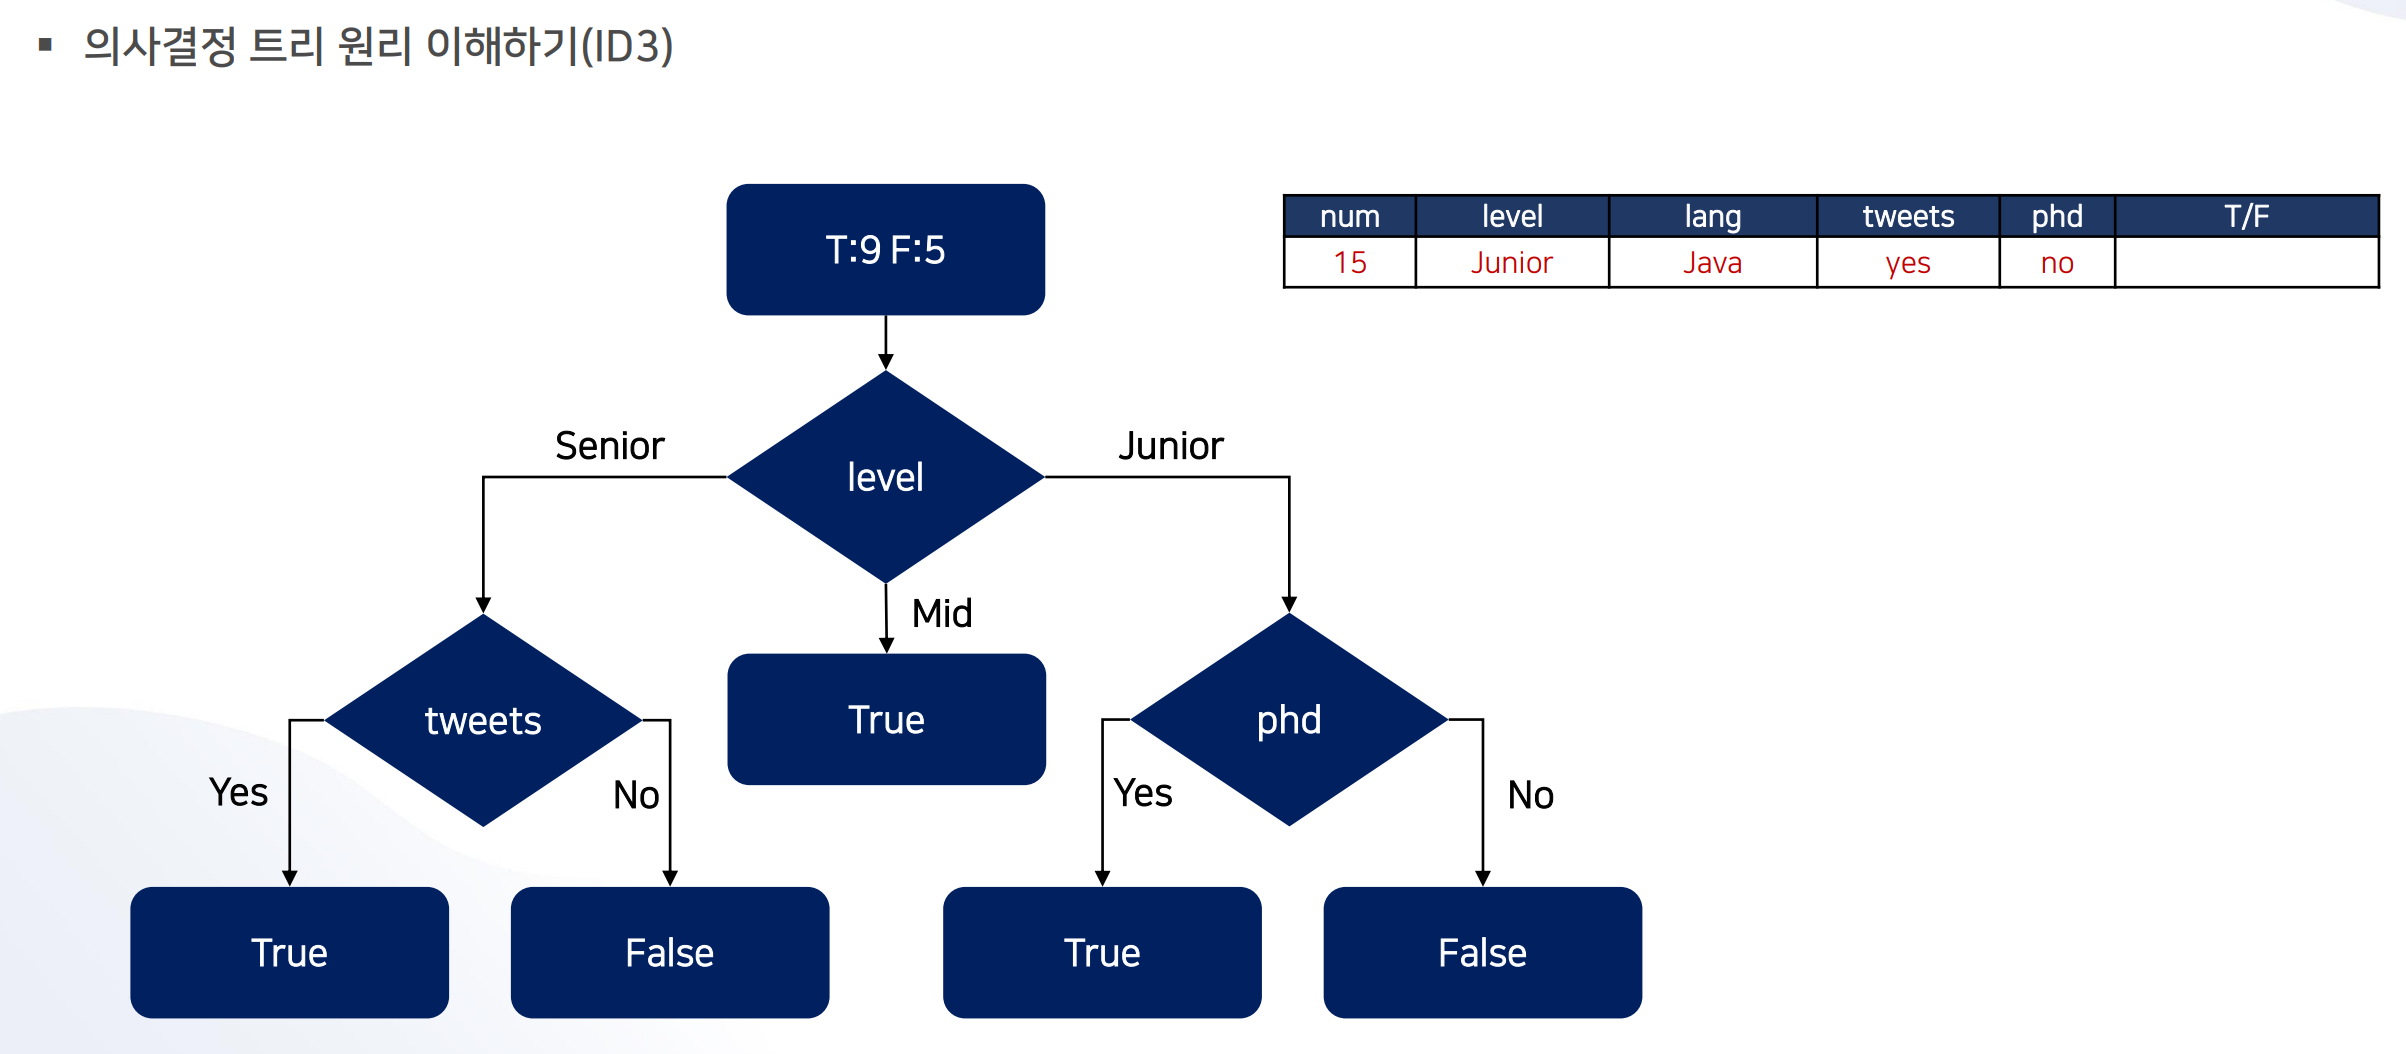 ▪ 의사결정 트리 원리 이해하기(ID3)
T:9 F:5
num level lang tweets phd T/F
15 Junior Java yes no
Senior
level
Junior
Mid
tweets
True
phd
Yes
No
Yes
No
True
False
True
False